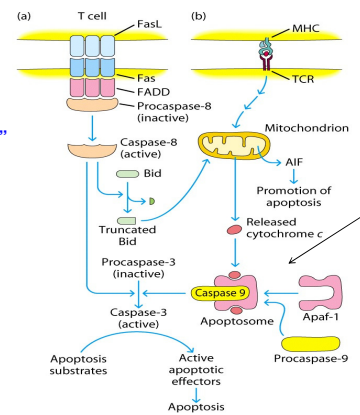 (a)
T cell
FasL
Fas
FADD
Procaspase-8
(inactive)
”
Caspase-8
(active)
Bid
Truncated
Bid
Procaspase-3
(inactive)
Caspase-3
(active)
Apoptosis
substrates
Active
apoptotic
effectors
Apoptosis
(b)
MHC
TCR
Mitochondrion
AIF
Promotion of
apoptosis
Released
cytochrome c
Caspase 9
Apoptosome
Apaf-1
Procaspase-9